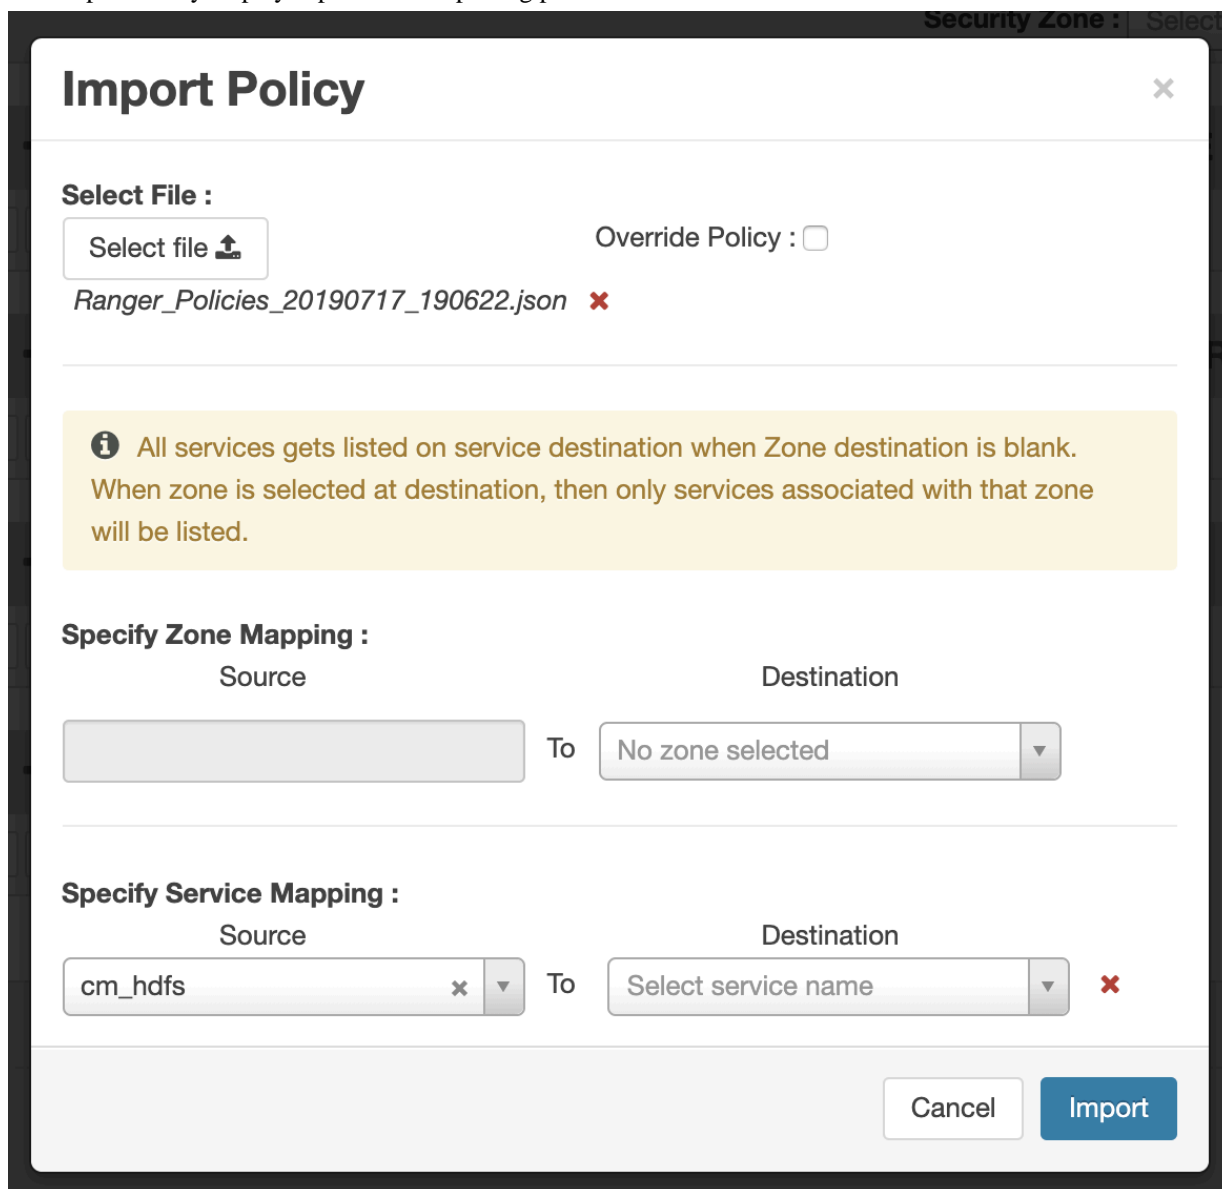 Security Zone : Select
Import Policy
Select File :
Select file
Override Policy :
Ranger_Policies_20190717_190622.json
All services gets listed on service destination when Zone destination is blank.
When zone is selected at destination, then only services associated with that zone
will be listed.
Specify Zone Mapping :
Source Destination
To No zone selected
Specify Service Mapping :
Source Destination
cm_hdfs To Select service name
Cancel Import